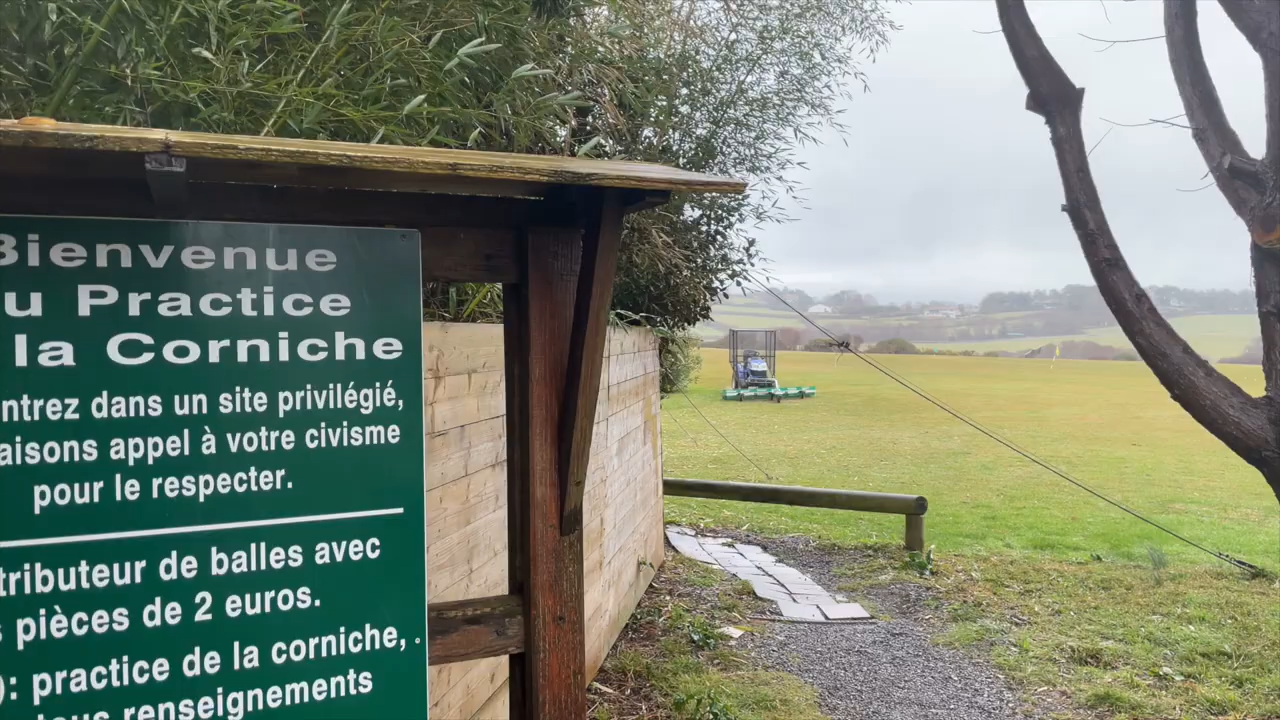 Bienvenue
u Practice
la Corniche
ntrez dans un site privilégié,
aisons appel à votre civisme
pour le respecter.
tributeur de balles avec
s pièces de 2 euros.
): practice de la corniche, .
tous renseignements